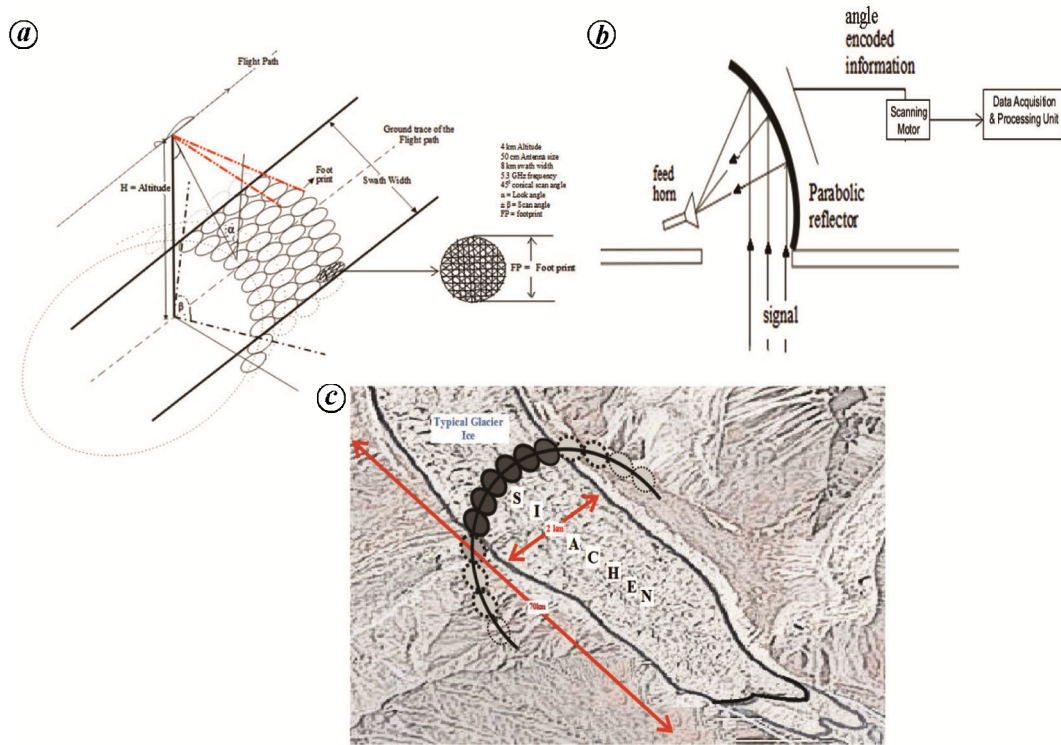 a
Flight Path
Ground trace of the
Flight path
Foot
print
H = Altitude
Swath Width
α
β
4 km Altitude
50 cm Antenna size
8 km swath width
5.3 GHz frequency
45° conical scan angle
α = Look angle
± β = Scan angle
FP = footprint
FP = Foot print
b
angle
encoded
information
Scanning
Motor
Data Acquisition
& Processing Unit
feed
horn
Parabolic
reflector
signal
c
Typical Glacier
Ice
S I A C H E N
2 km
70km